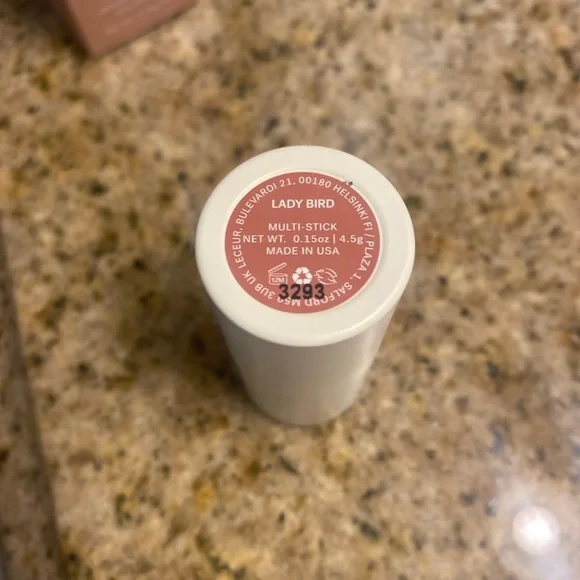 LADY BIRD
MULTI-STICK
NET WT. 0.15oz | 4.5g
MADE IN USA
12M
3293
LECEUR, BULEVARDI 21, 00180 HELSINKI FI / PLAZA 1, SALFORD M50 3UB UK